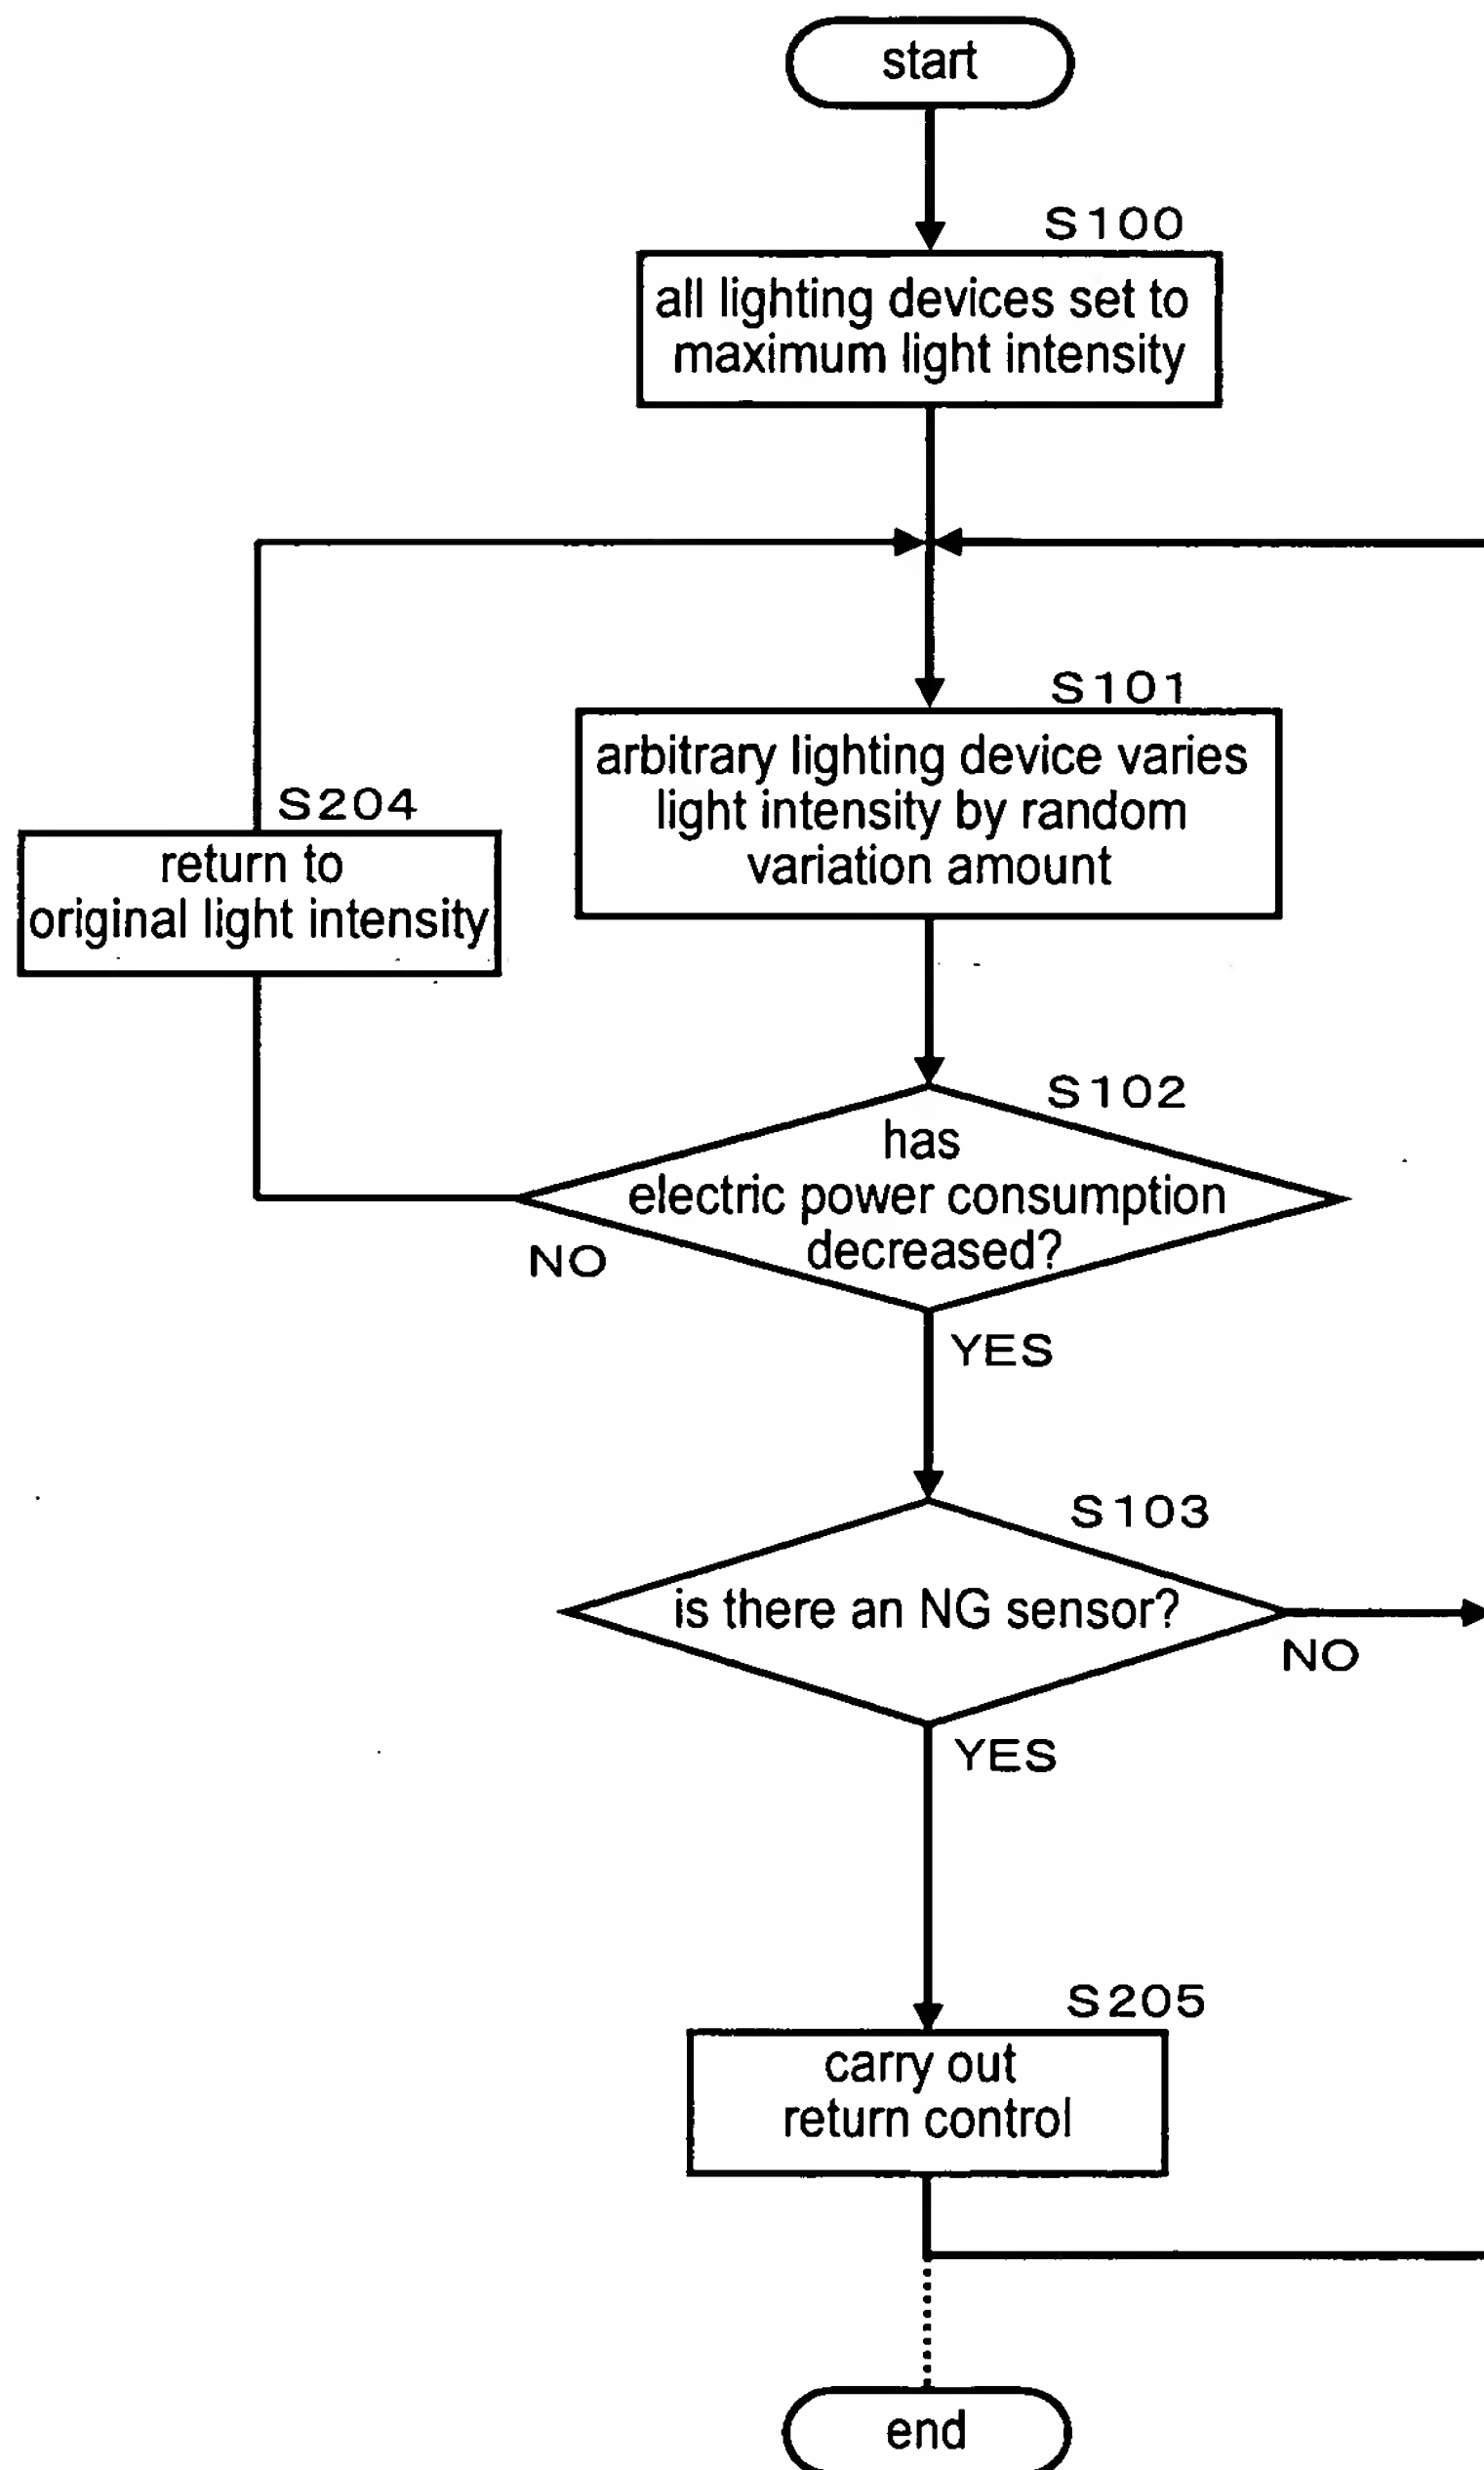 start
S100
all lighting devices set to
maximum light intensity
S101
arbitrary lighting device varies
light intensity by random
variation amount
S204
return to
original light intensity
S102
has
electric power consumption
decreased?
NO
YES
S103
is there an NG sensor?
NO
YES
S205
carry out
return control
end